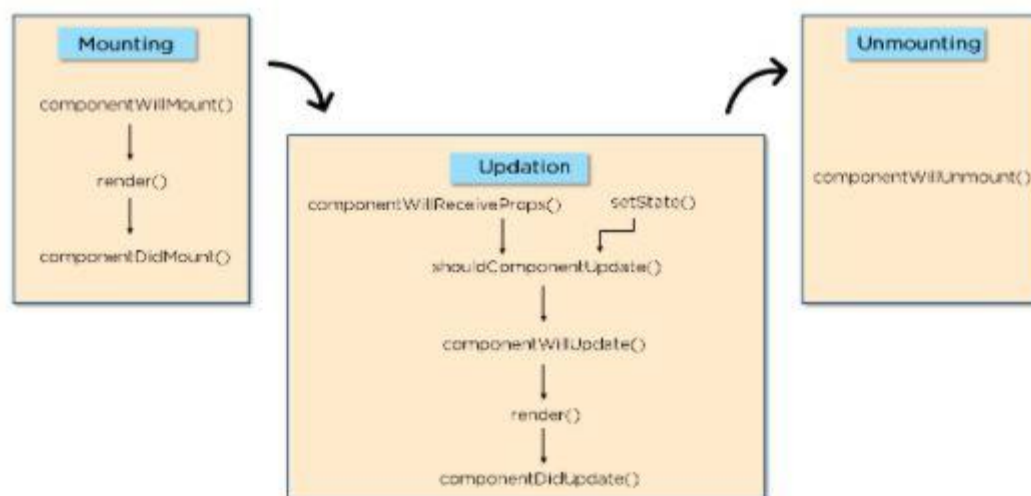 Mounting
componentWillMount()
render()
componentDidMount()
Updation
componentWillReceiveProps()
setState()
shouldComponentUpdate()
componentWillUpdate()
render()
componentDidUpdate()
Unmounting
componentWillUnmount()